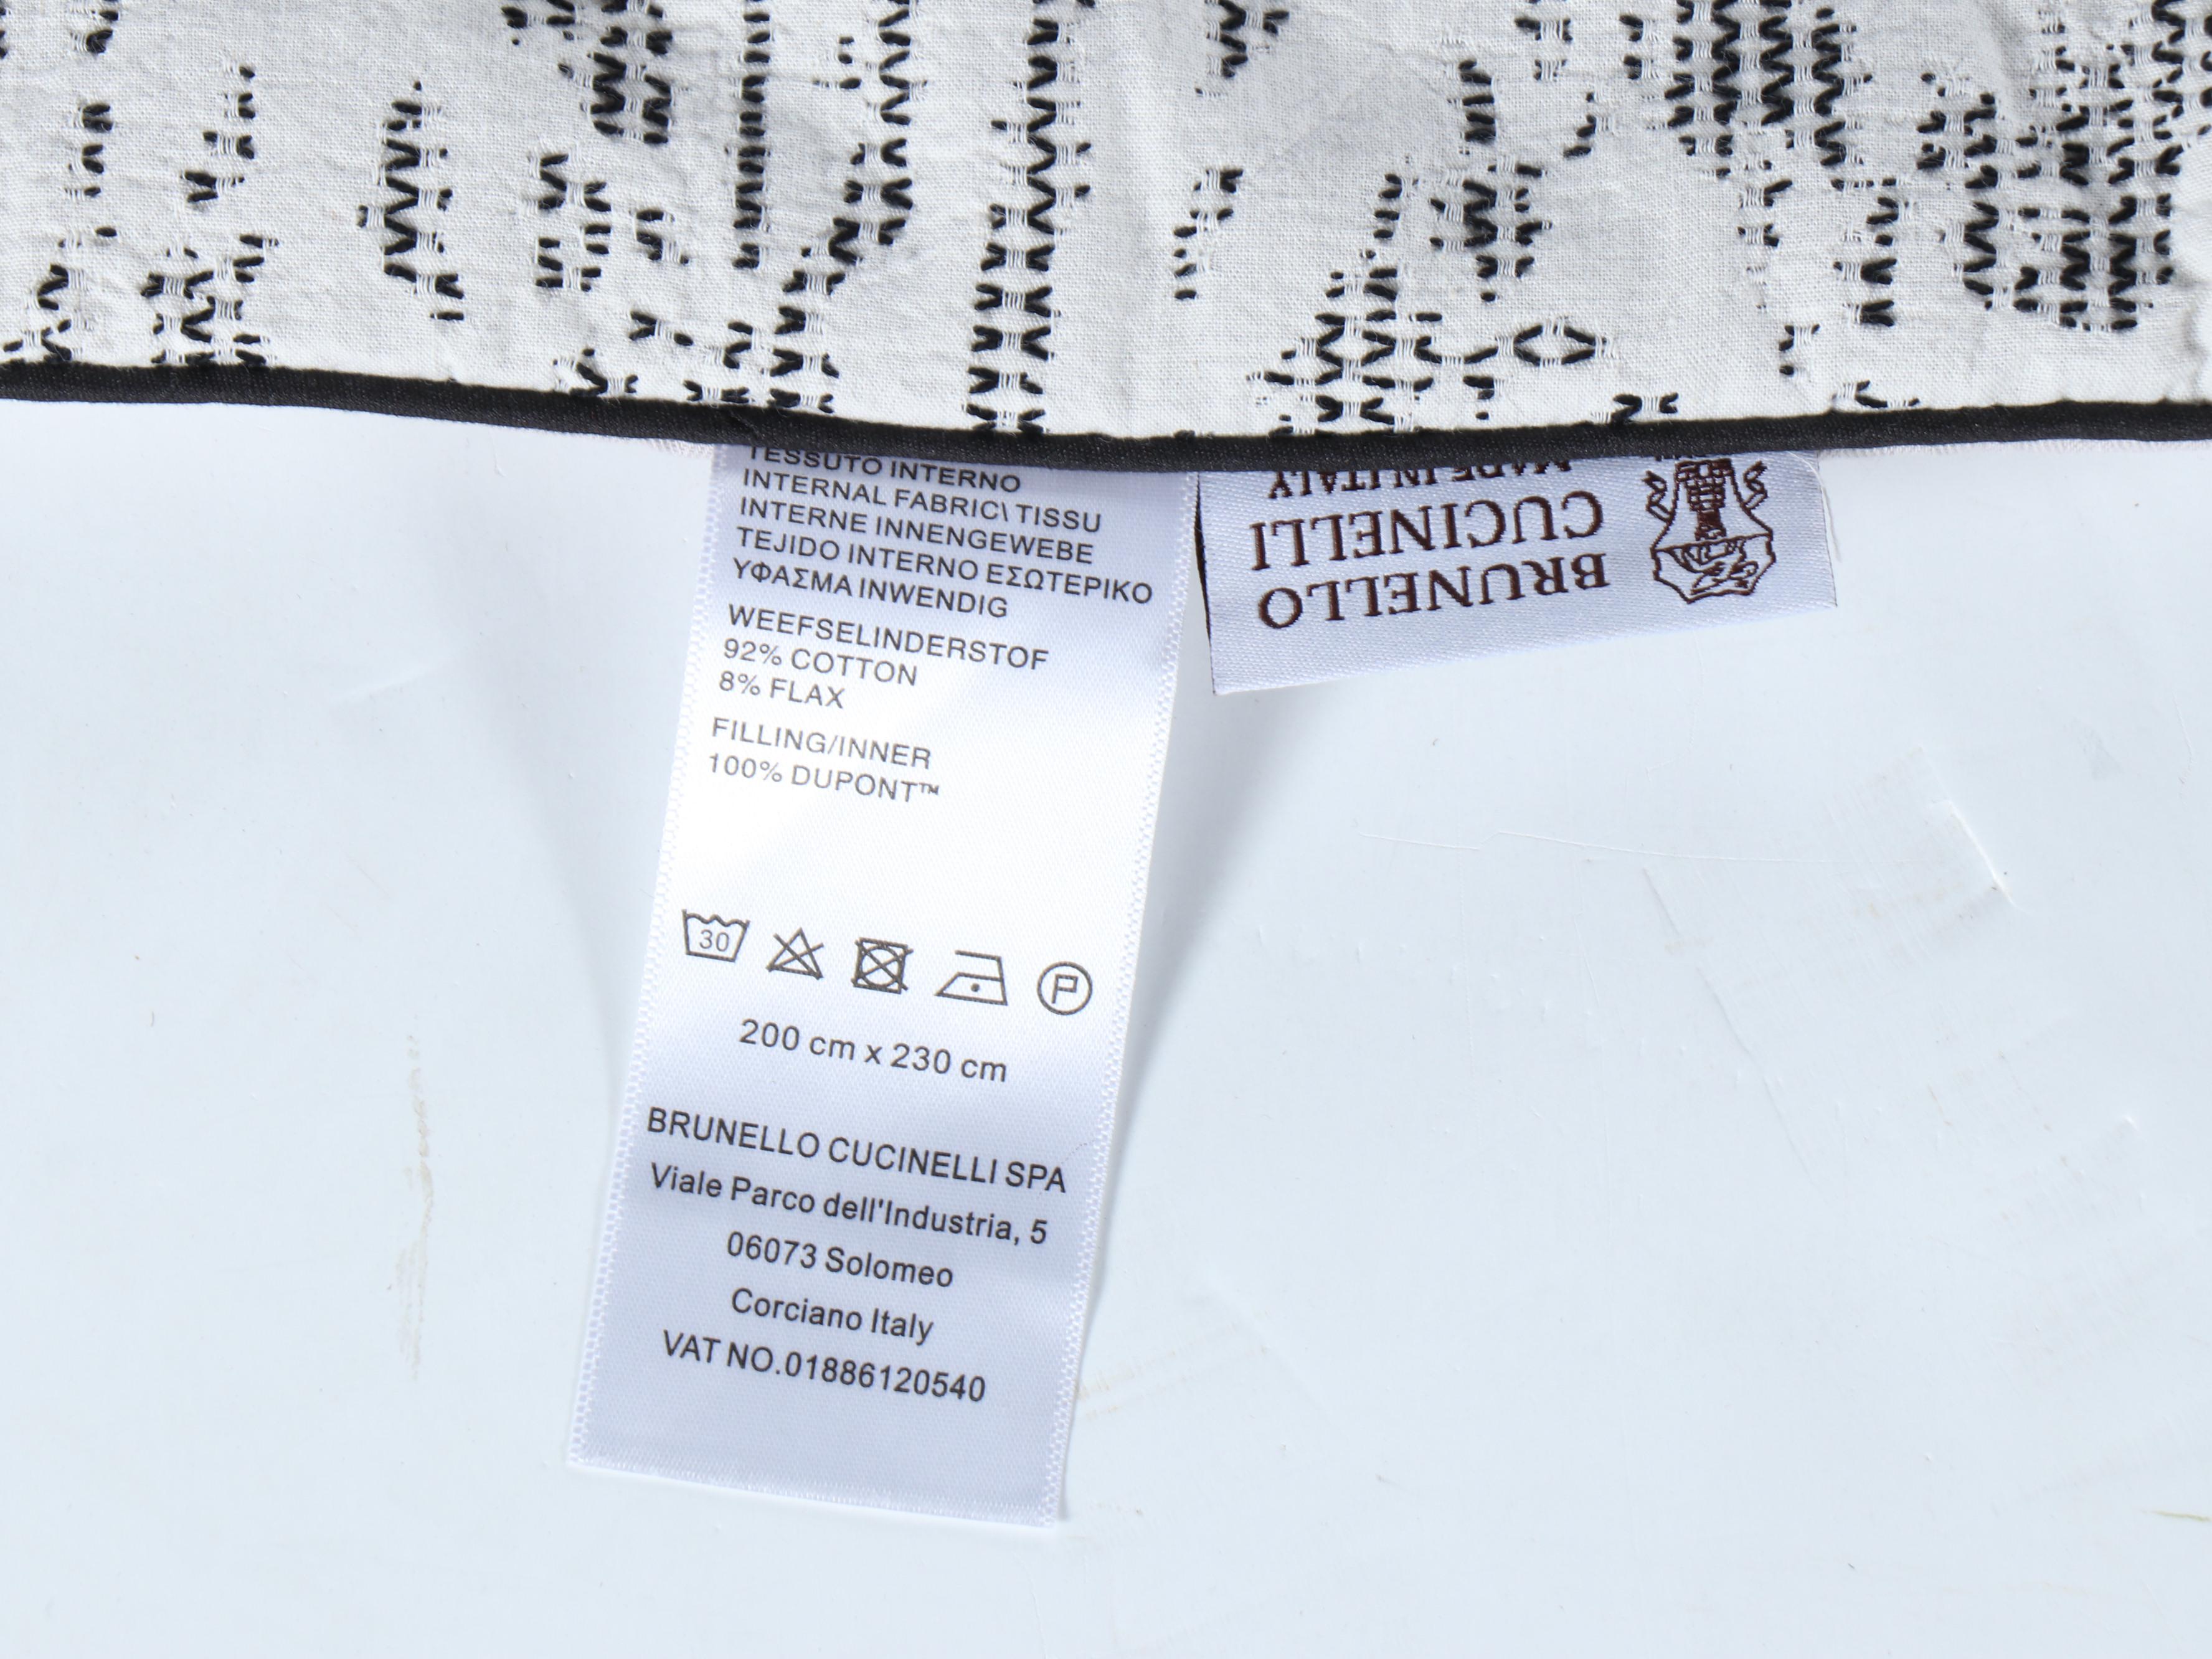 TESSUTO INTERNO
INTERNAL FABRIC\ TISSU
INTERNE INNENGEWEBE
TEJIDO INTERNO ΕΣΩΤΕΡΙΚΟ
ΥΦΑΣΜΑ INWENDIG
WEEFSELINDERSTOF
92% COTTON
8% FLAX
FILLING/INNER
100% DUPONT™
30
P
200 cm x 230 cm
BRUNELLO CUCINELLI SPA
Viale Parco dell'Industria, 5
06073 Solomeo
Corciano Italy
VAT NO.01886120540
BRUNELLO
CUCINELLI
MADE IN ITALY